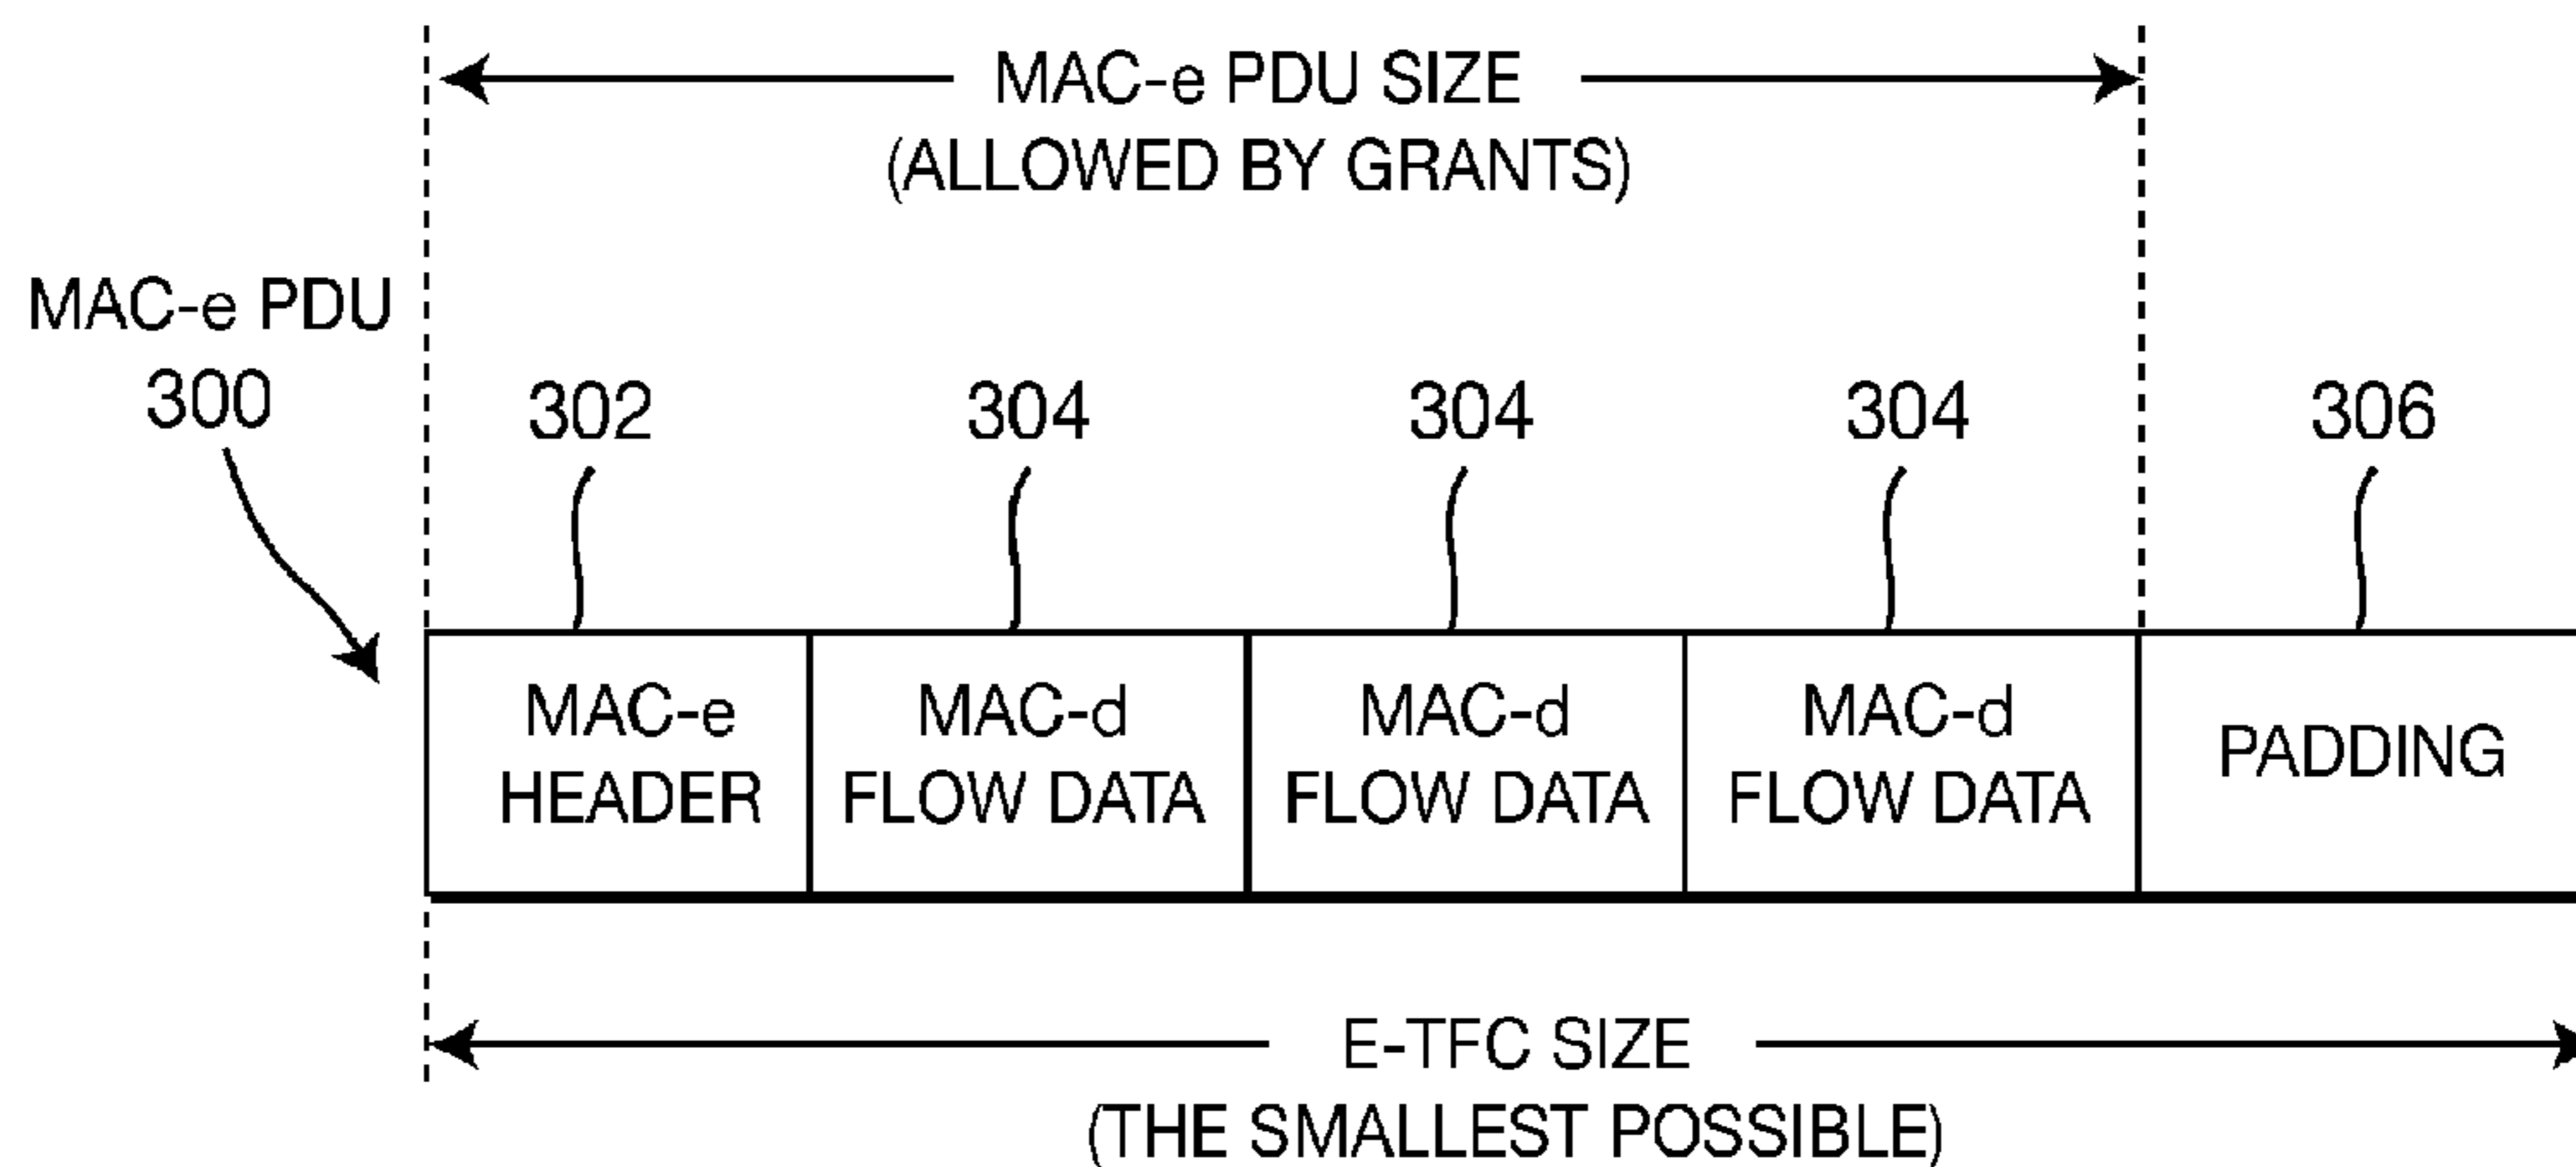 MAC-e PDU SIZE
(ALLOWED BY GRANTS)
MAC-e PDU
300
302
304
304
304
306
MAC-e
HEADER
MAC-d
FLOW DATA
MAC-d
FLOW DATA
MAC-d
FLOW DATA
PADDING
E-TFC SIZE
(THE SMALLEST POSSIBLE)